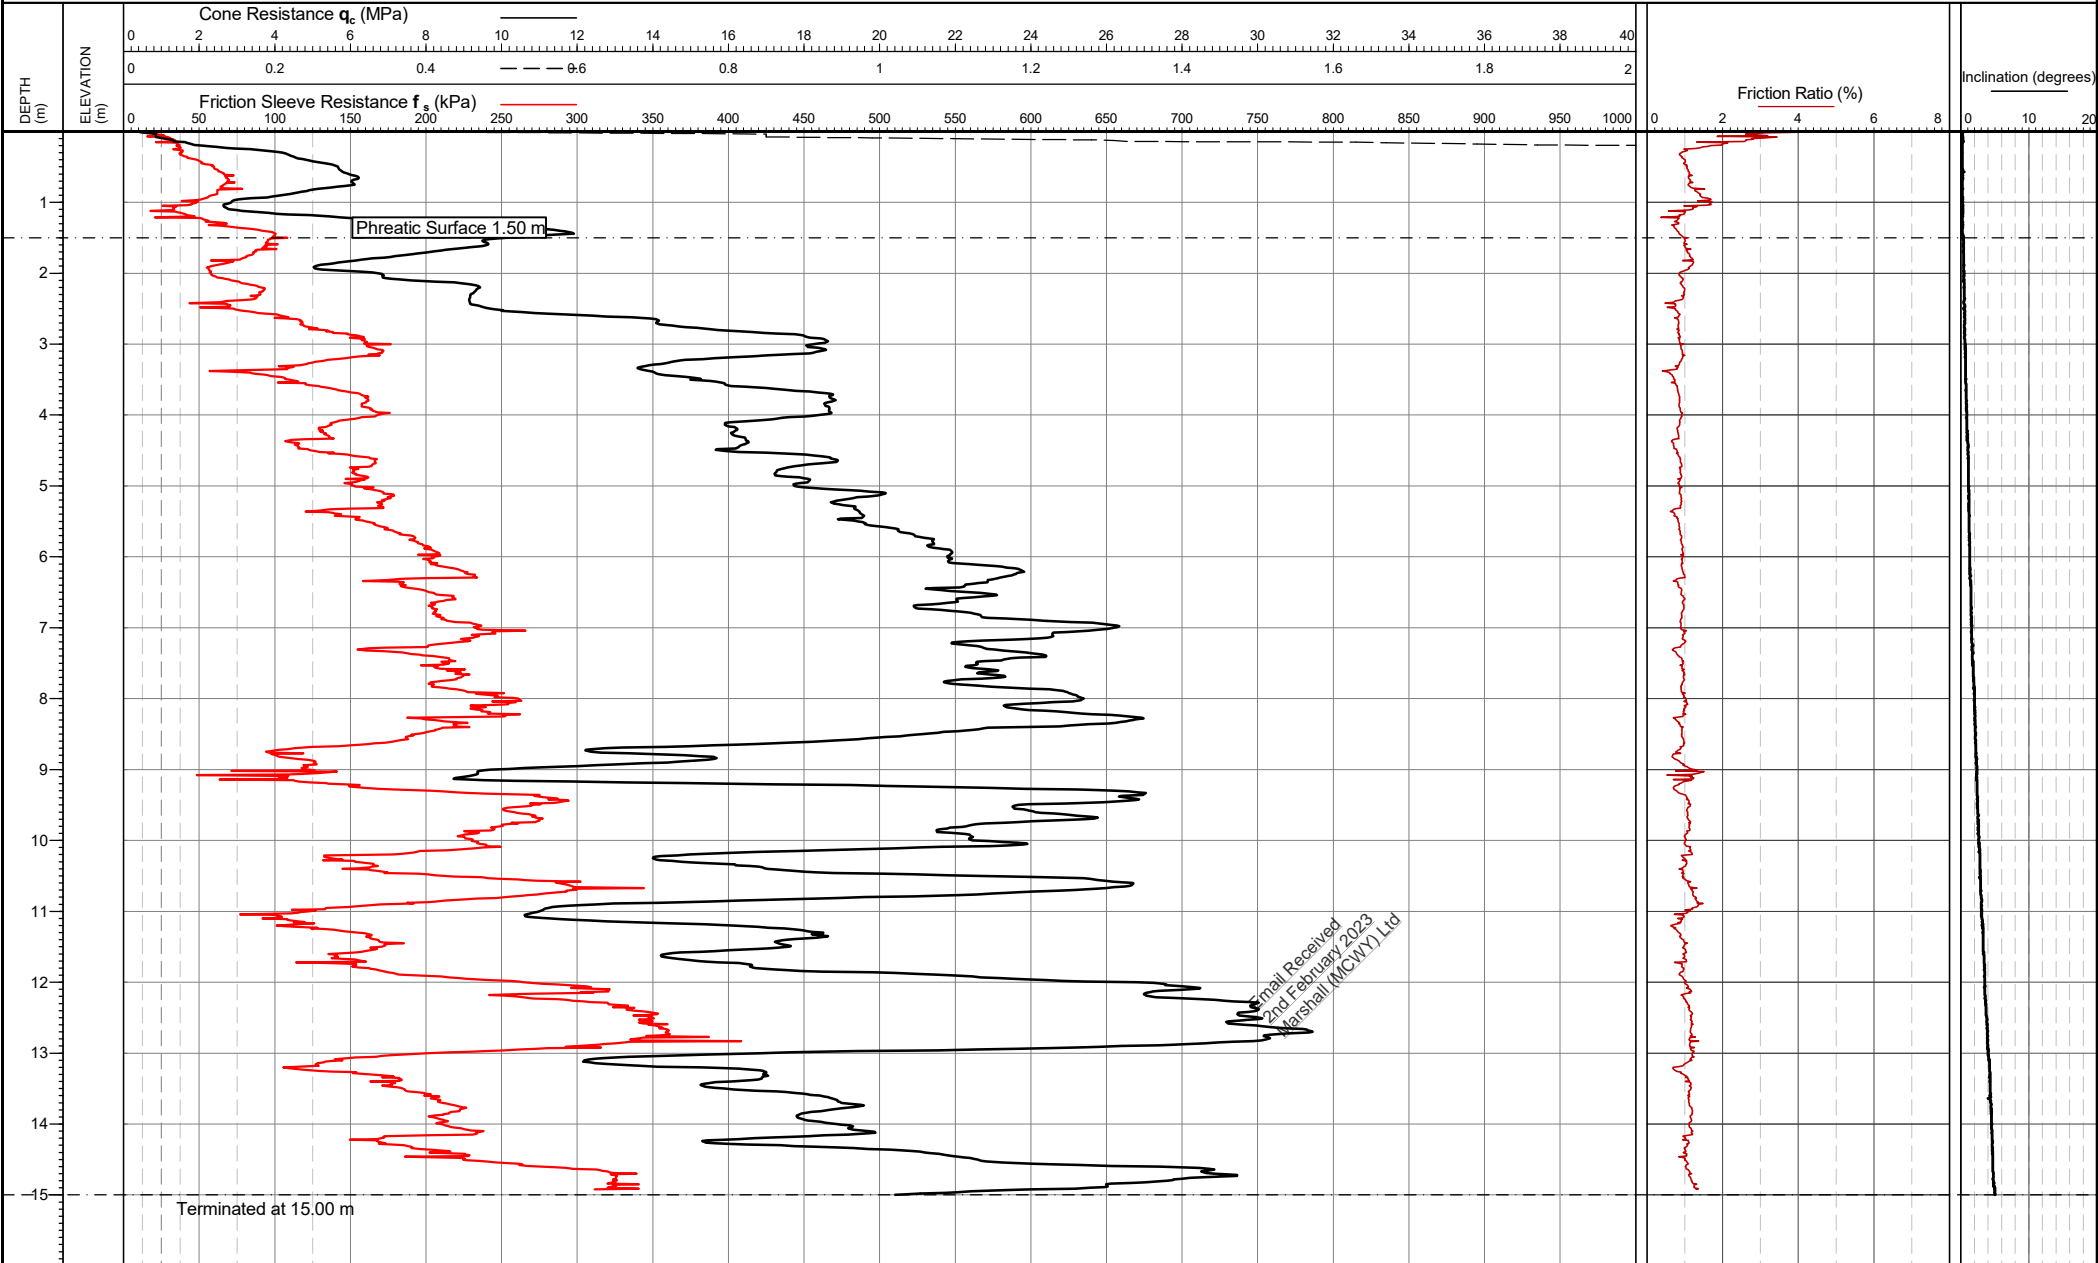 Cone Resistance qc (MPa)
0 2 4 6 8 10 12 14 16 18 20 22 24 26 28 30 32 34 36 38 40
0 0.2 0.4 0.6 0.8 1 1.2 1.4 1.6 1.8 2
Friction Sleeve Resistance fs (kPa)
0 50 100 150 200 250 300 350 400 450 500 550 600 650 700 750 800 850 900 950 1000
DEPTH
(m)
ELEVATION
(m)
Friction Ratio (%)
0 2 4 6 8
Inclination (degrees)
0 10 20
1
Phreatic Surface 1.50 m
2
3
4
5
6
7
8
9
10
11
12
13
14
15
Email Received
2nd February 2023
Marshall (MCWY) Ltd
Terminated at 15.00 m